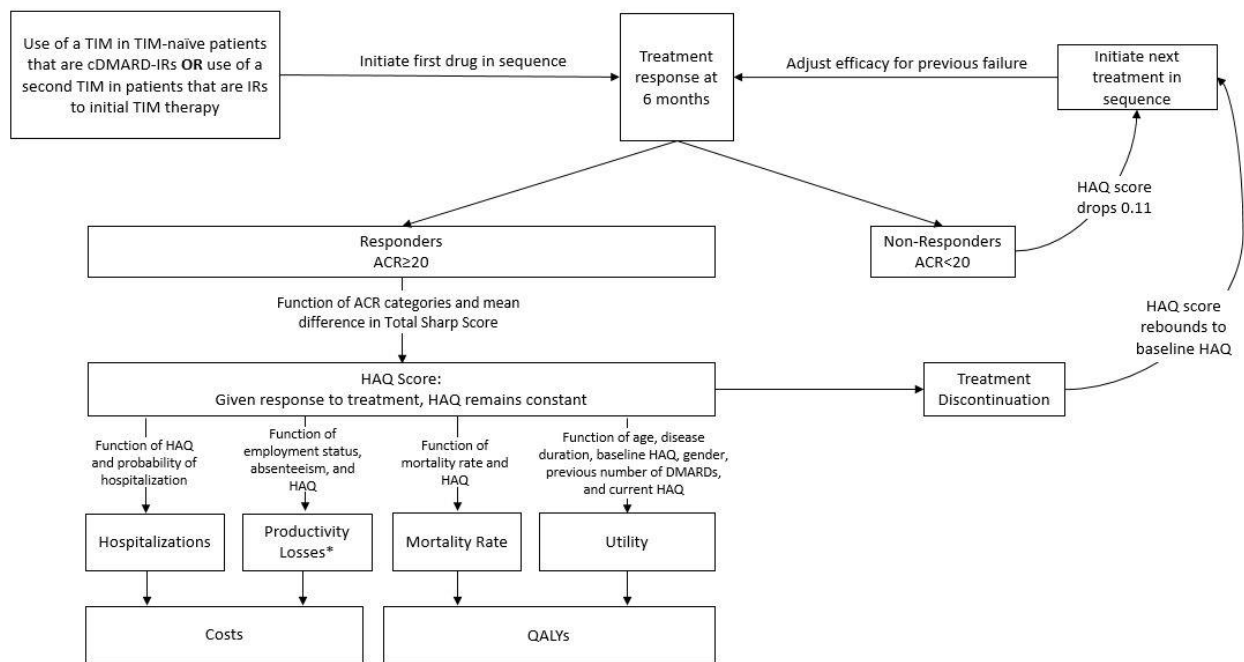 Use of a TIM in TIM-naïve patients
that are cDMARD-IRs OR use of a
second TIM in patients that are IRs
to initial TIM therapy
Initiate first drug in sequence
Treatment
response at
6 months
Adjust efficacy for previous failure
Initiate next
treatment in
sequence
HAQ score
drops 0.11
Responders
ACR≥20
Non-Responders
ACR<20
Function of ACR categories and mean
difference in Total Sharp Score
HAQ score
rebounds to
baseline HAQ
HAQ Score:
Given response to treatment, HAQ remains constant
Treatment
Discontinuation
Function of HAQ
and probability of
hospitalization
Function of
employment status,
absenteeism, and
HAQ
Function of
mortality rate and
HAQ
Function of age, disease
duration, baseline HAQ, gender,
previous number of DMARDs,
and current HAQ
Hospitalizations
Productivity
Losses*
Mortality Rate
Utility
Costs
QALYs